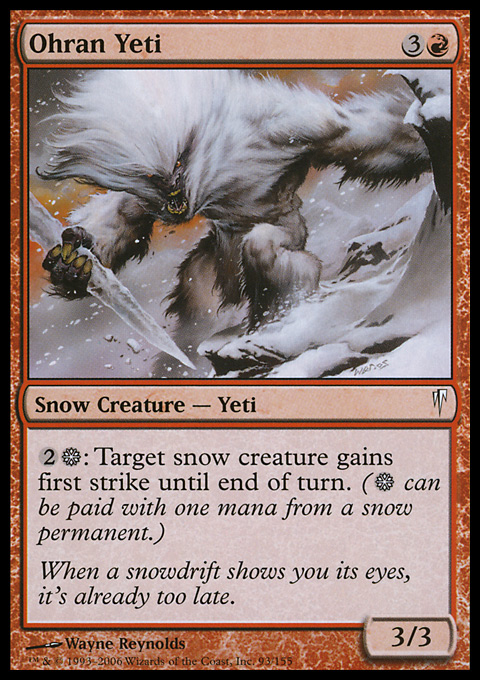 Ohran Yeti 3
Snow Creature — Yeti
2: Target snow creature gains
first strike until end of turn. ( can
be paid with one mana from a snow
permanent.)
When a snowdrift shows you its eyes,
it's already too late.
Wayne Reynolds
3/3
™ & © 1993–2006 Wizards of the Coast, Inc. 93/155